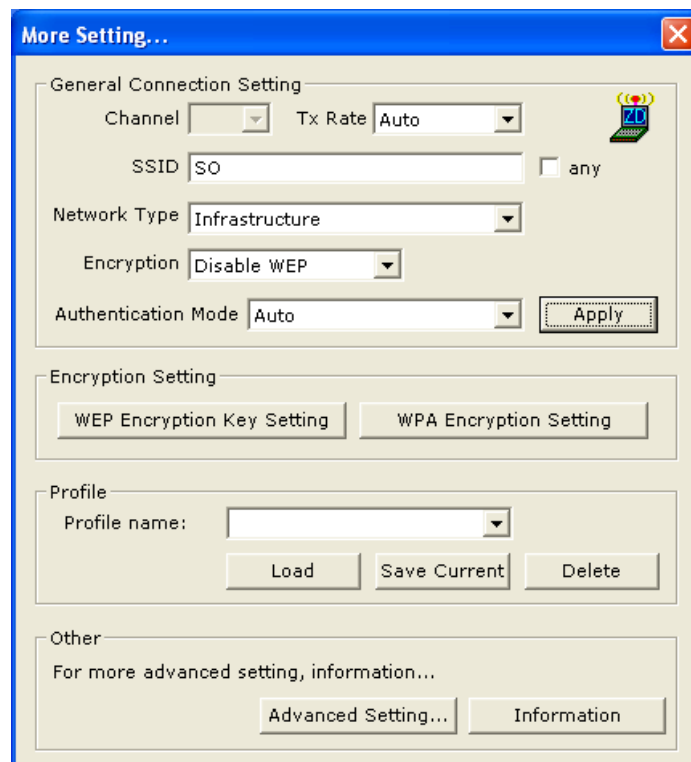 More Setting...
General Connection Setting
Channel Tx Rate Auto
SSID SO any
Network Type Infrastructure
Encryption Disable WEP
Authentication Mode Auto Apply
Encryption Setting
WEP Encryption Key Setting WPA Encryption Setting
Profile
Profile name:
Load Save Current Delete
Other
For more advanced setting, information...
Advanced Setting... Information
ZD